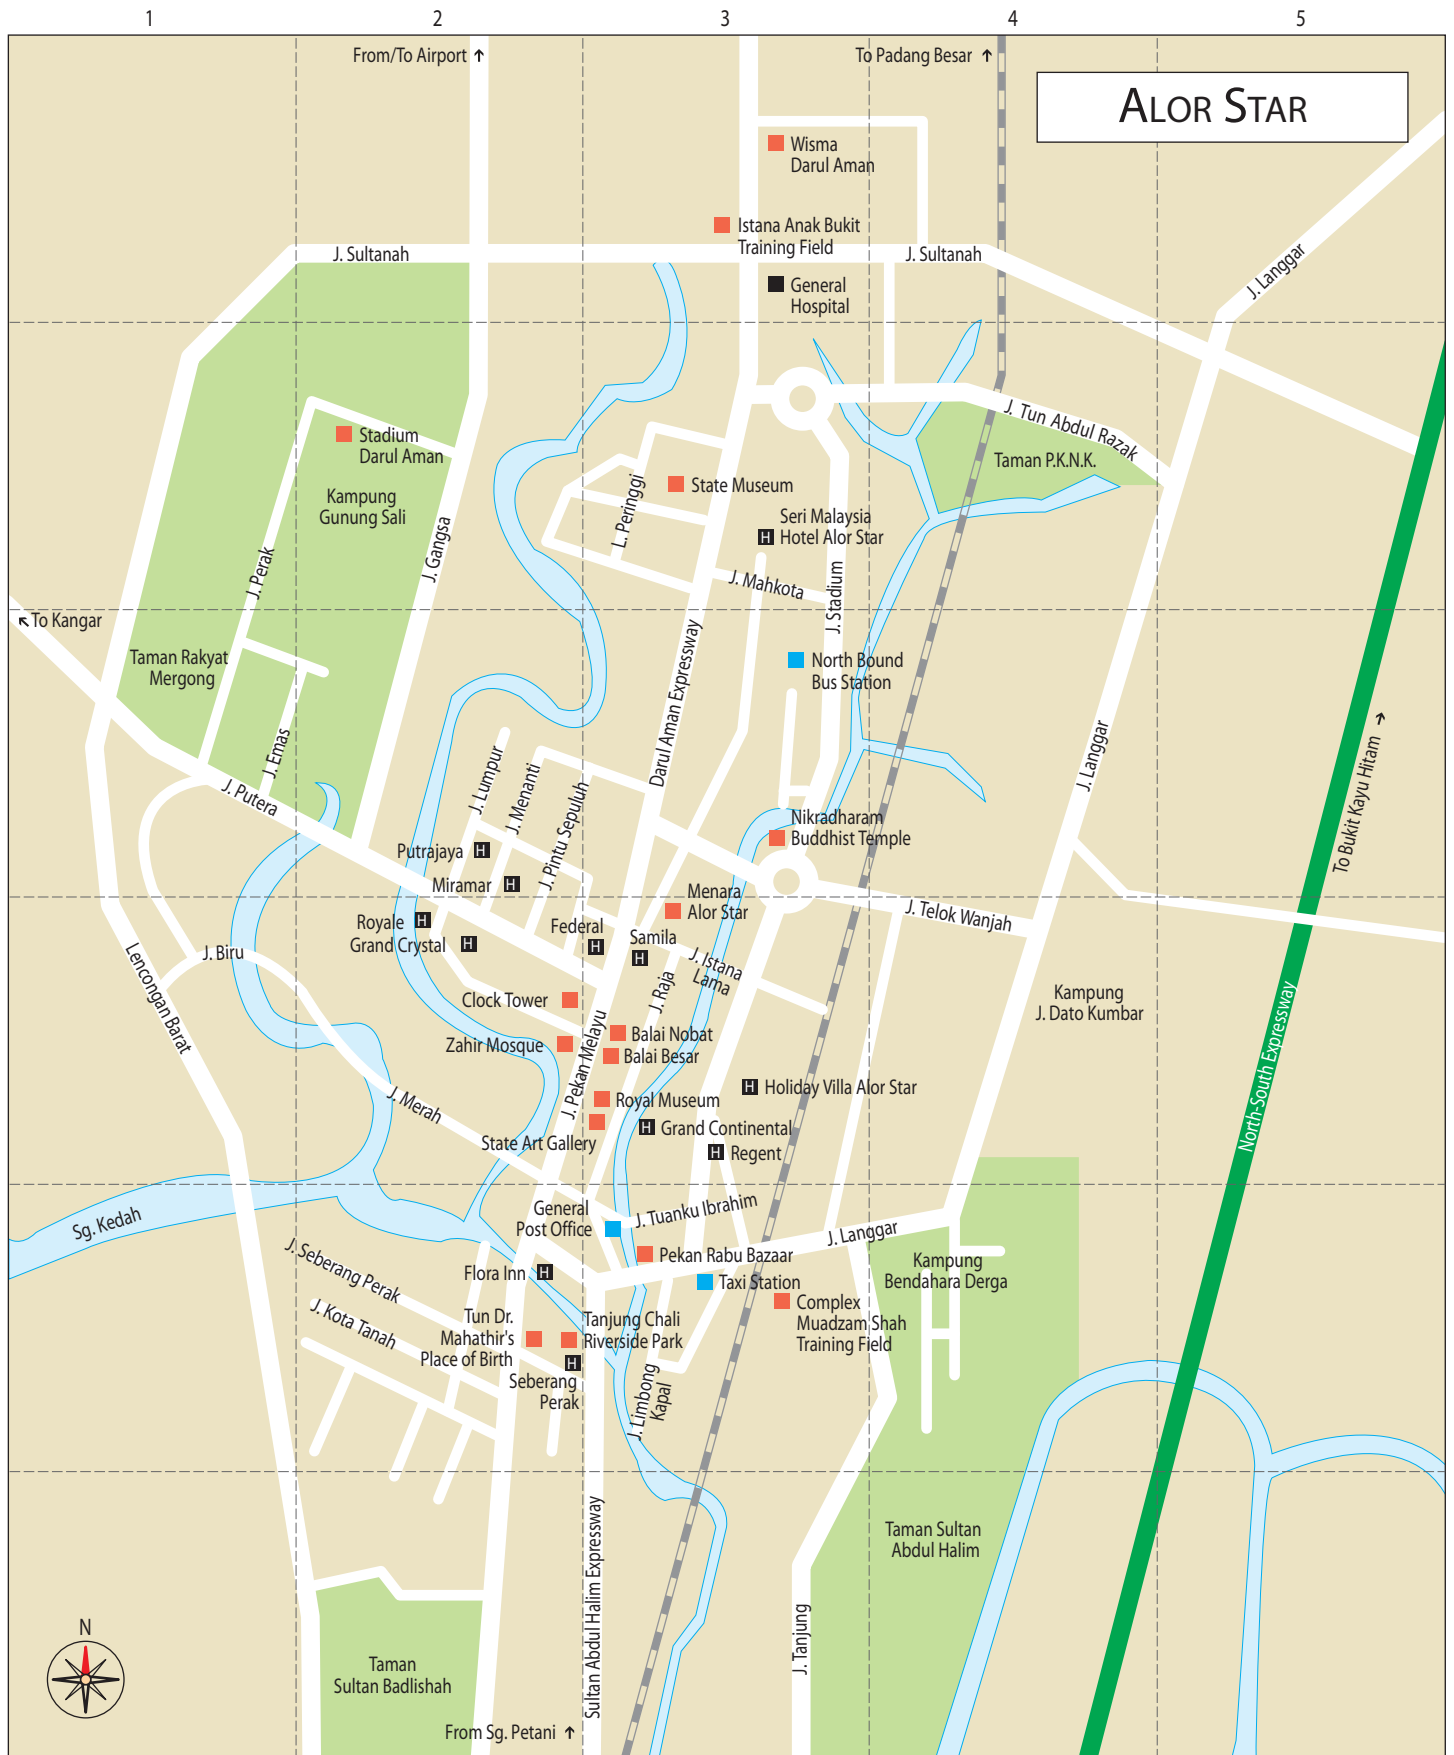 1
2
3
4
5
From/To Airport
To Padang Besar
ALOR STAR
Wisma
Darul Aman
Istana Anak Bukit
Training Field
J. Sultanah
J. Sultanah
J. Langgar
General
Hospital
J. Tun Abdul Razak
Stadium
Darul Aman
Taman P.K.N.K.
State Museum
Kampung
Gunung Sali
L. Peringgi
Seri Malaysia
Hotel Alor Star
J. Gangsa
J. Perak
J. Mahkota
J. Stadium
To Kangar
Taman Rakyat
Mergong
North Bound
Bus Station
Darul Aman Expressway
J. Emas
J. Putera
J. Lumpur
J. Menanti
J. Pintu Sepuluh
J. Langgar
To Bukit Kayu Hitam
Nikradharam
Buddhist Temple
Putrajaya
H
Miramar
H
Menara
Alor Star
J. Telok Wanjah
Royale
H
Grand Crystal
H
Federal
H
Samila
H
J. Istana
Lama
J. Biru
Lencongan Barat
Clock Tower
J. Raja
Kampung
J. Dato Kumbar
Zahir Mosque
Balai Nobat
Balai Besar
J. Pekan Melayu
North-South Expressway
J. Merah
Royal Museum
H
Holiday Villa Alor Star
State Art Gallery
H
Grand Continental
H
Regent
Sg. Kedah
General
Post Office
J. Tuanku Ibrahim
J. Langgar
J. Seberang Perak
Pekan Rabu Bazaar
Flora Inn
H
Taxi Station
Kampung
Bendahara Derga
J. Kota Tanah
Tun Dr.
Mahathir's
Place of Birth
Tanjung Chali
Riverside Park
Complex
Muadzam Shah
Training Field
H
Seberang
Perak
J. Limbong
Kapal
H
Taman Sultan
Abdul Halim
Sultan Abdul Halim Expressway
J. Tanjung
N
Taman
Sultan Badlishah
From Sg. Petani